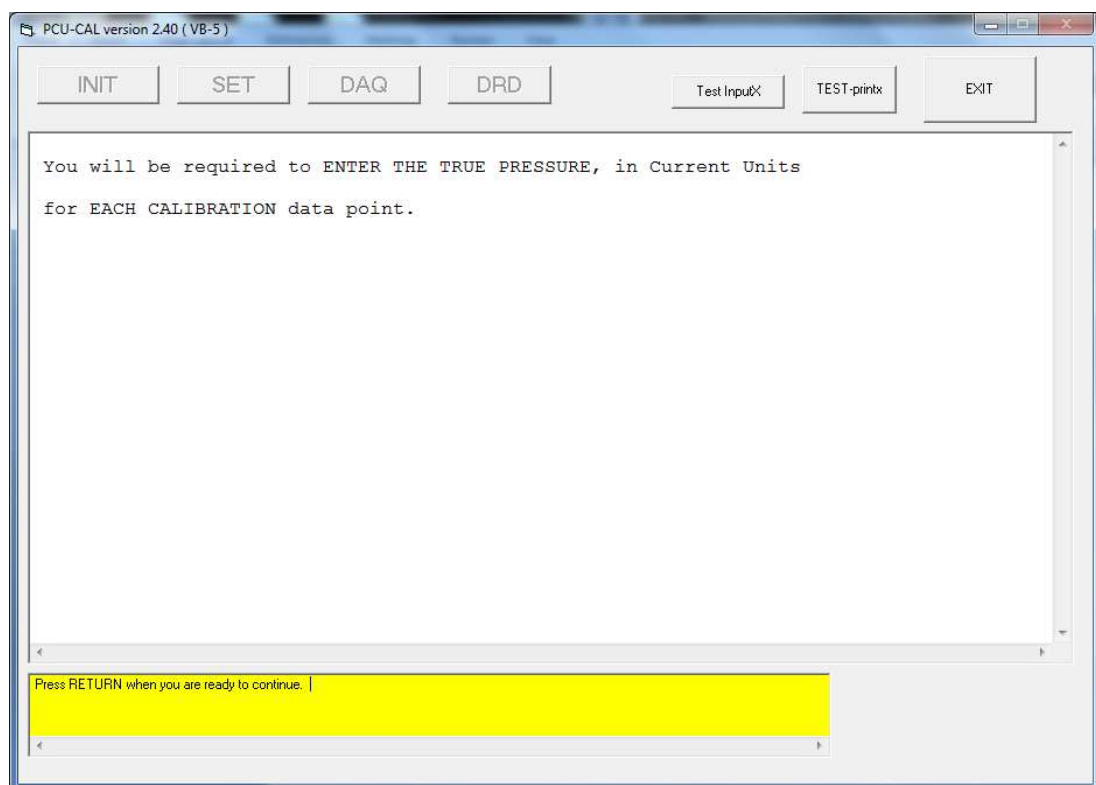 PCU-CAL version 2.40 ( VB-5 )
INIT SET DAQ DRD Test InputX TEST-printx EXIT
You will be required to ENTER THE TRUE PRESSURE, in Current Units
for EACH CALIBRATION data point.
Press RETURN when you are ready to continue.